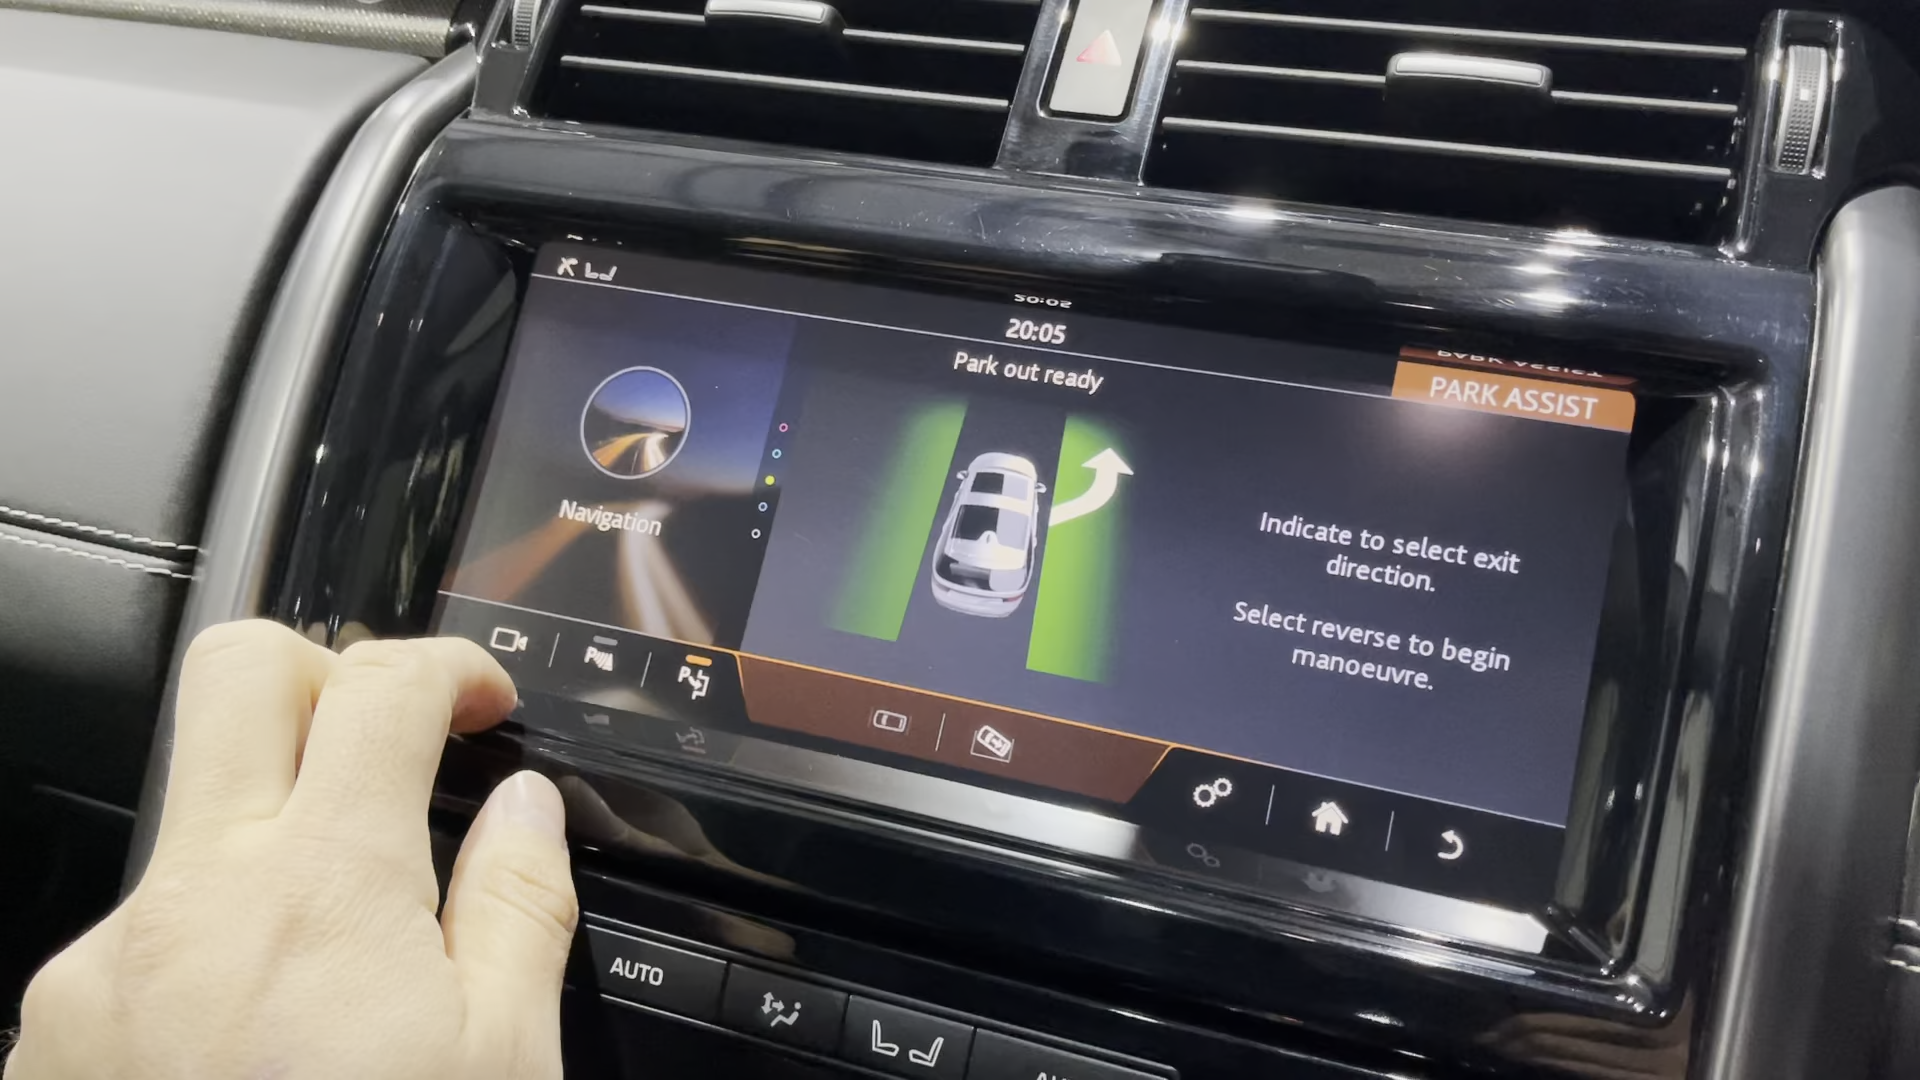 20:05
Park out ready
PARK ASSIST
Navigation
Indicate to select exit
direction.
Select reverse to begin
manoeuvre.
AUTO